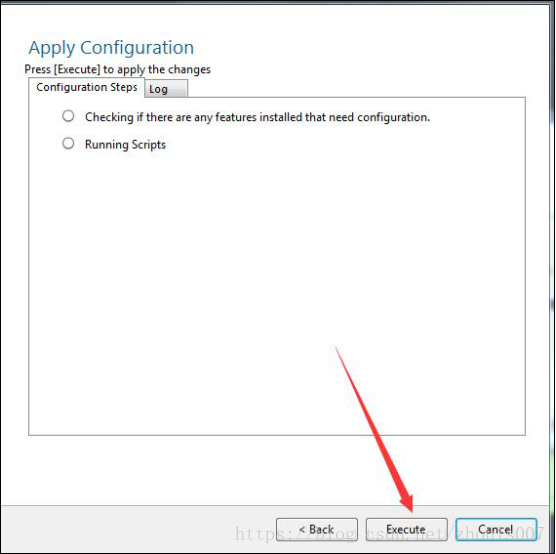 Apply Configuration
Press [Execute] to apply the changes
Configuration Steps Log
Checking if there are any features installed that need configuration.
Running Scripts
< Back Execute Cancel
https://blog.csdn.net/zhouls007